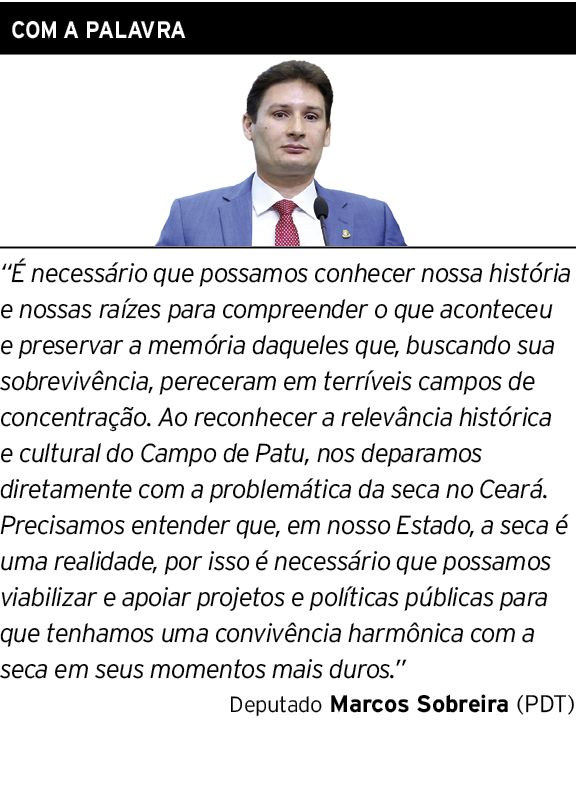 COM A PALAVRA
“É necessário que possamos conhecer nossa história
e nossas raízes para compreender o que aconteceu
e preservar a memória daqueles que, buscando sua
sobrevivência, pereceram em terríveis campos de
concentração. Ao reconhecer a relevância histórica
e cultural do Campo de Patu, nos deparamos
diretamente com a problemática da seca no Ceará.
Precisamos entender que, em nosso Estado, a seca é
uma realidade, por isso é necessário que possamos
viabilizar e apoiar projetos e políticas públicas para
que tenhamos uma convivência harmônica com a
seca em seus momentos mais duros.”
Deputado Marcos Sobreira (PDT)